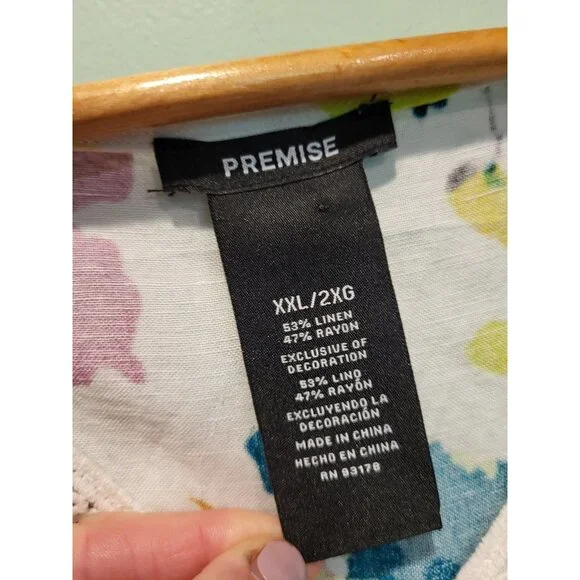 PREMISE
XXL/2XG
53% LINEN
47% RAYON
EXCLUSIVE OF
DECORATION
53% LINO
47% RAYÓN
EXCLUYENDO LA
DECORACIÓN
MADE IN CHINA
HECHO EN CHINA
RN 93178